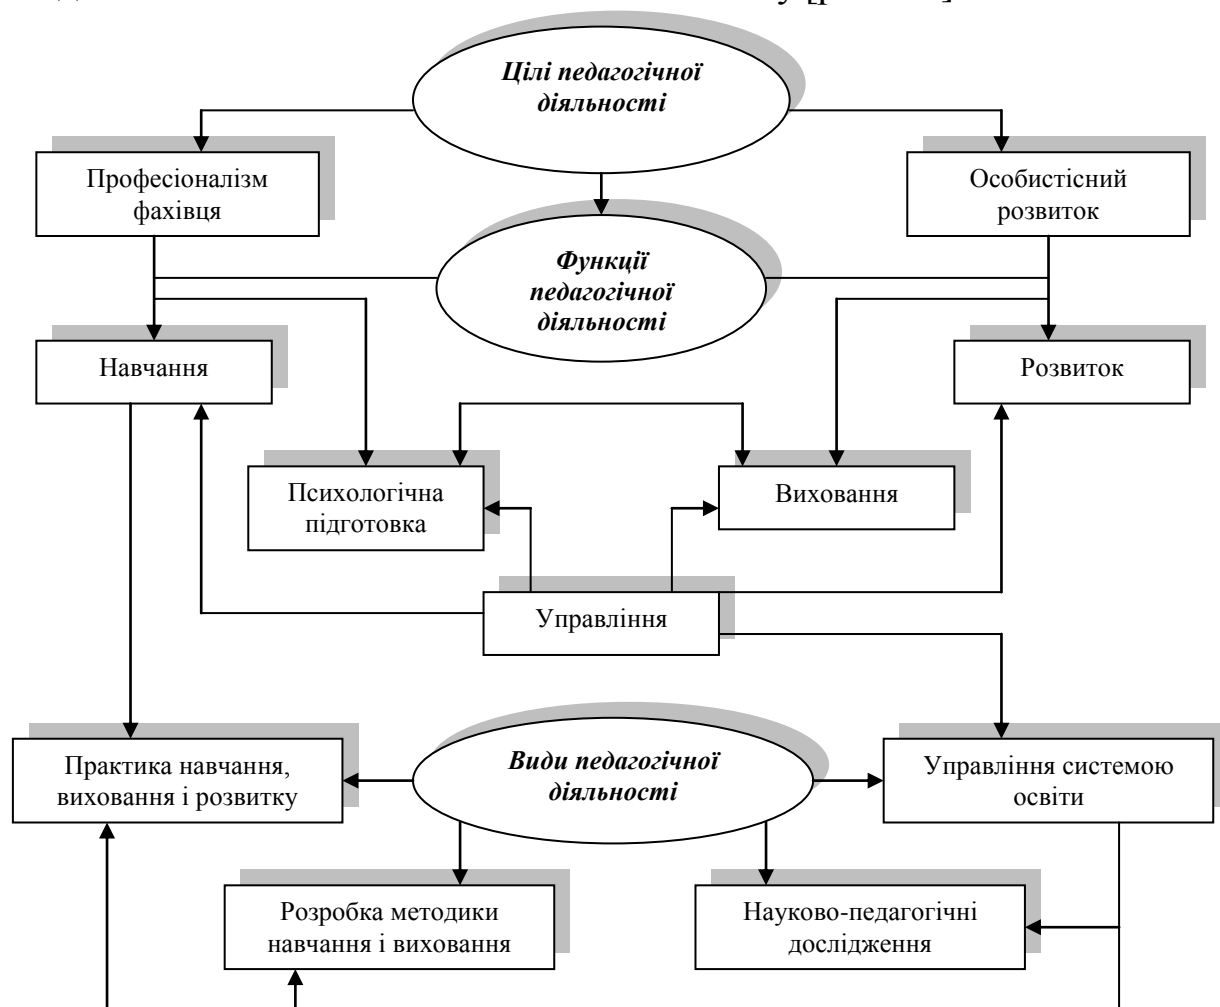 Цілі педагогічної
діяльності
Професіоналізм
фахівця
Особистісний
розвиток
Функції
педагогічної
діяльності
Навчання
Розвиток
Психологічна
підготовка
Виховання
Управління
Практика навчання,
виховання і розвитку
Види педагогічної
діяльності
Управління системою
освіти
Розробка методики
навчання і виховання
Науково-педагогічні
дослідження